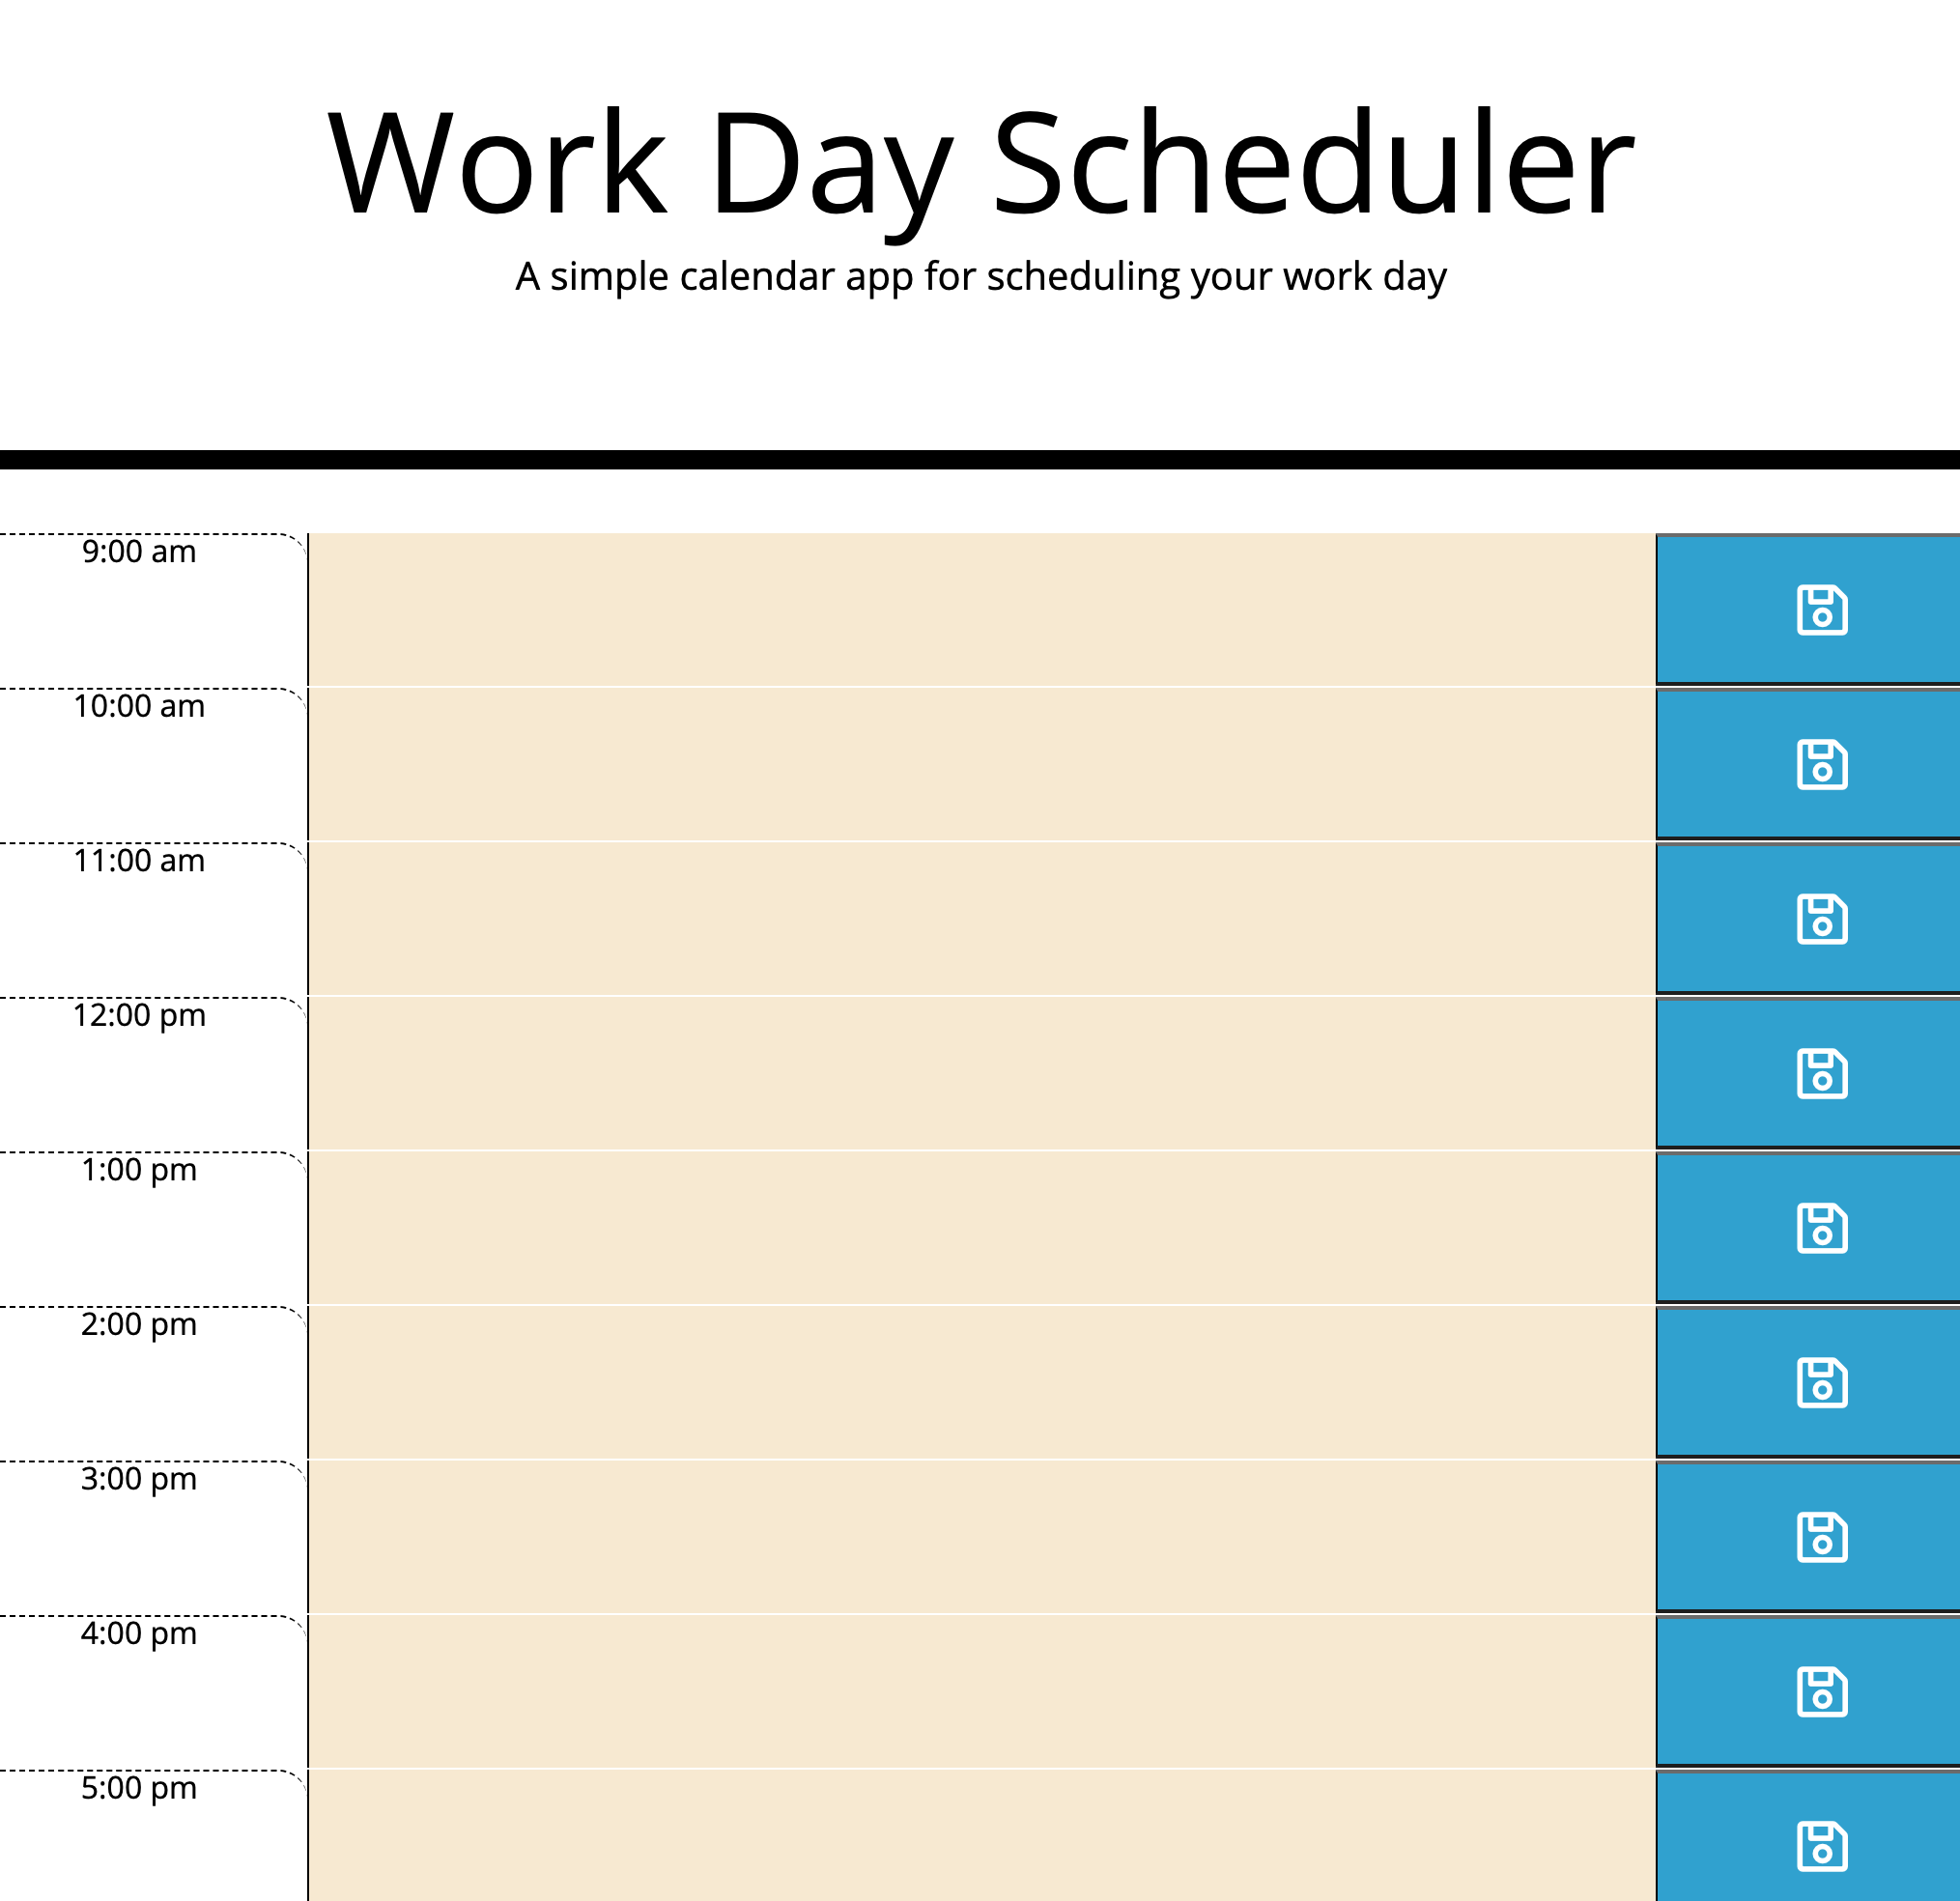 Work Day Scheduler
A simple calendar app for scheduling your work day
9:00 am
10:00 am
11:00 am
12:00 pm
1:00 pm
2:00 pm
3:00 pm
4:00 pm
5:00 pm